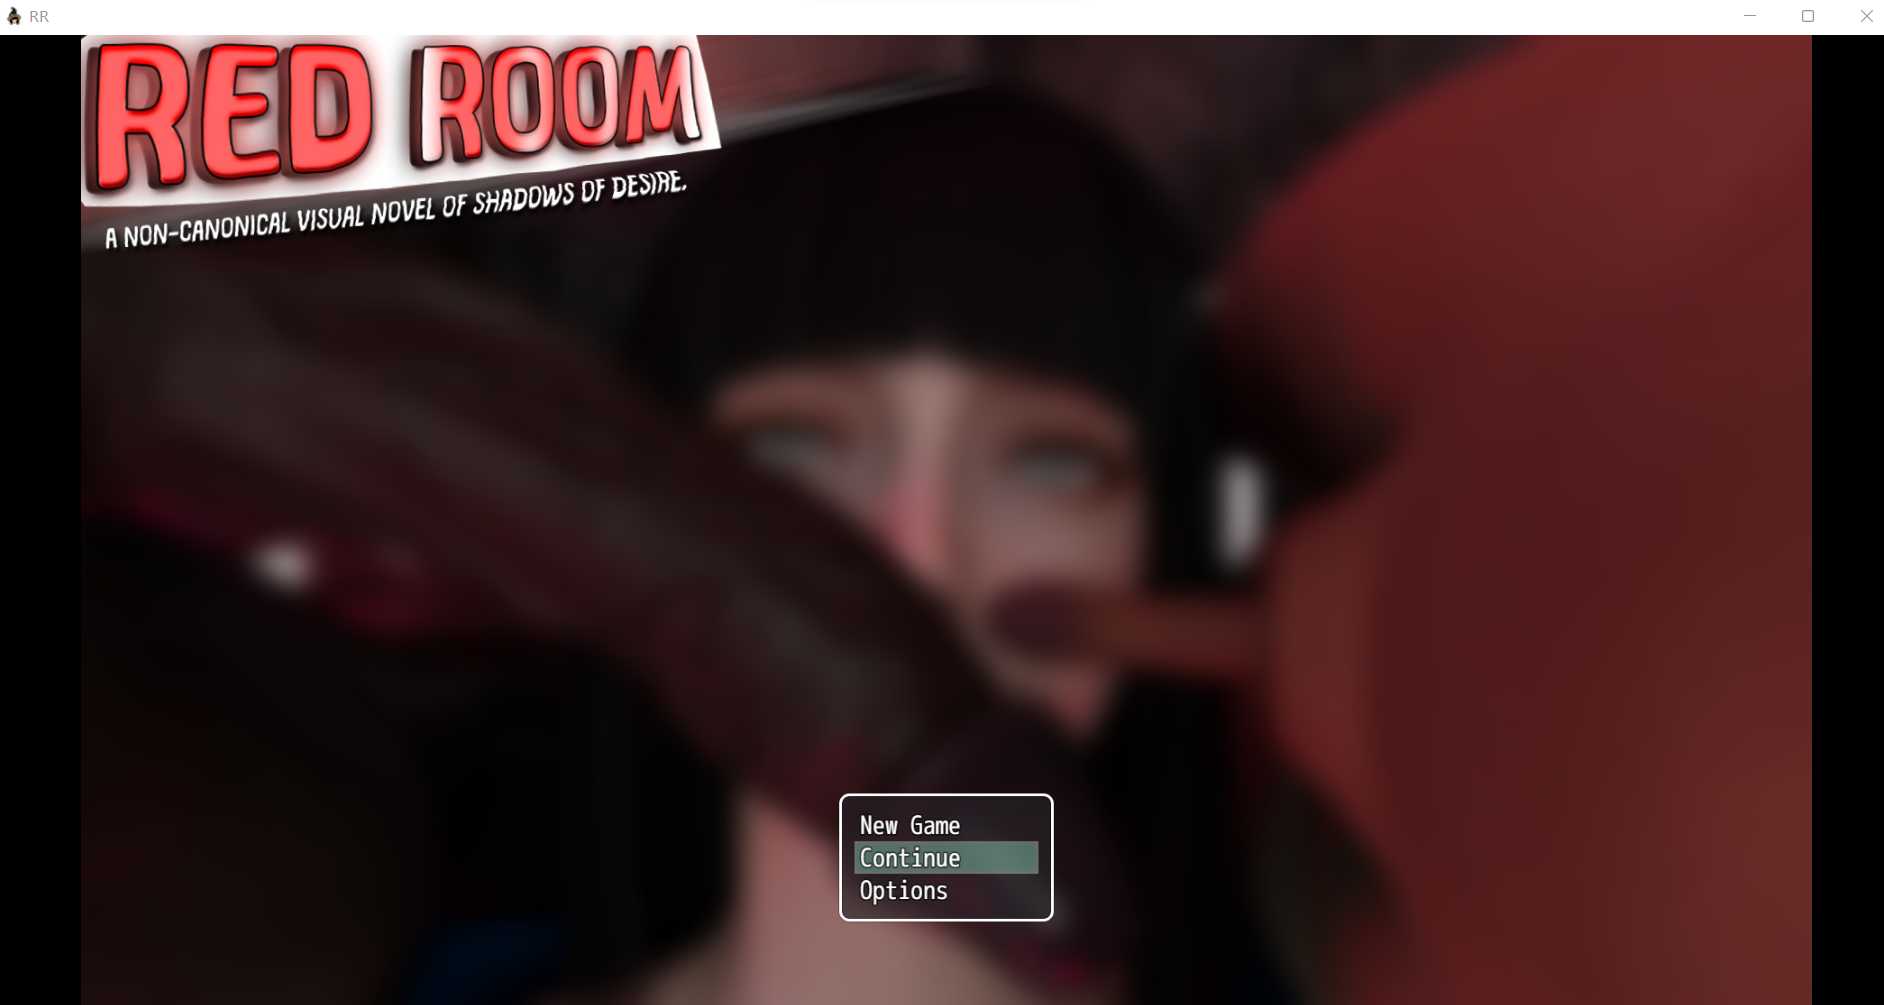 RR
RED ROOM
A NON-CANONICAL VISUAL NOVEL OF SHADOWS OF DESIRE.
New Game
Continue
Options